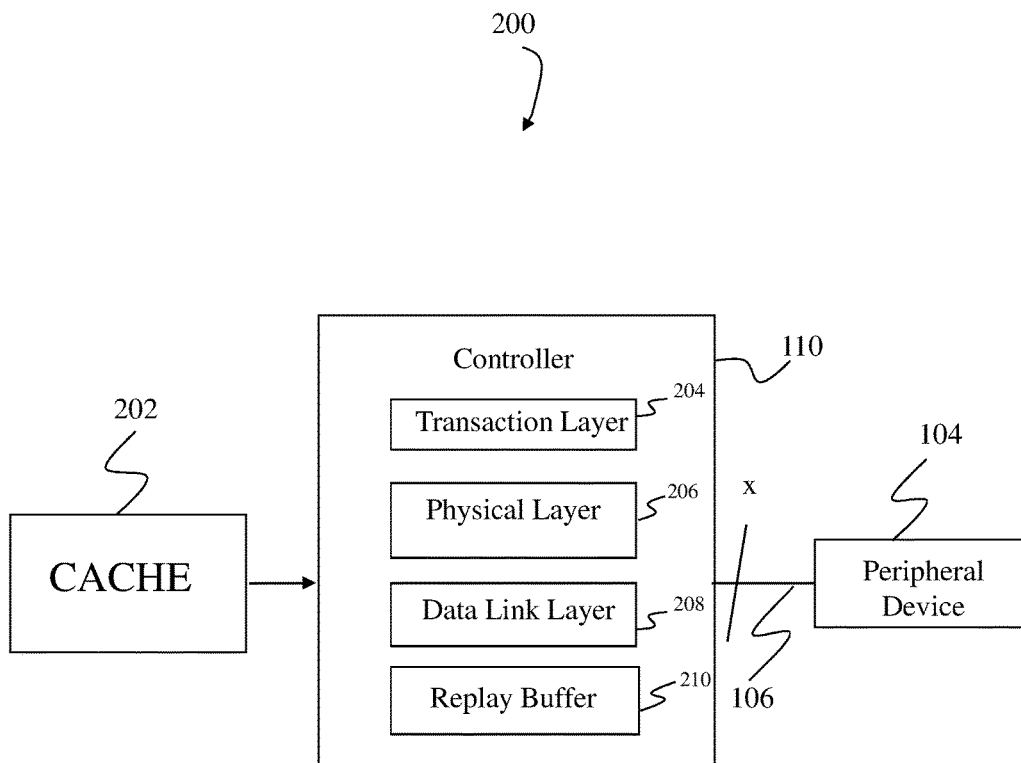 200
Controller
110
Transaction Layer
204
202
104
Physical Layer
206
x
CACHE
Peripheral
Device
Data Link Layer
208
Replay Buffer
210
106